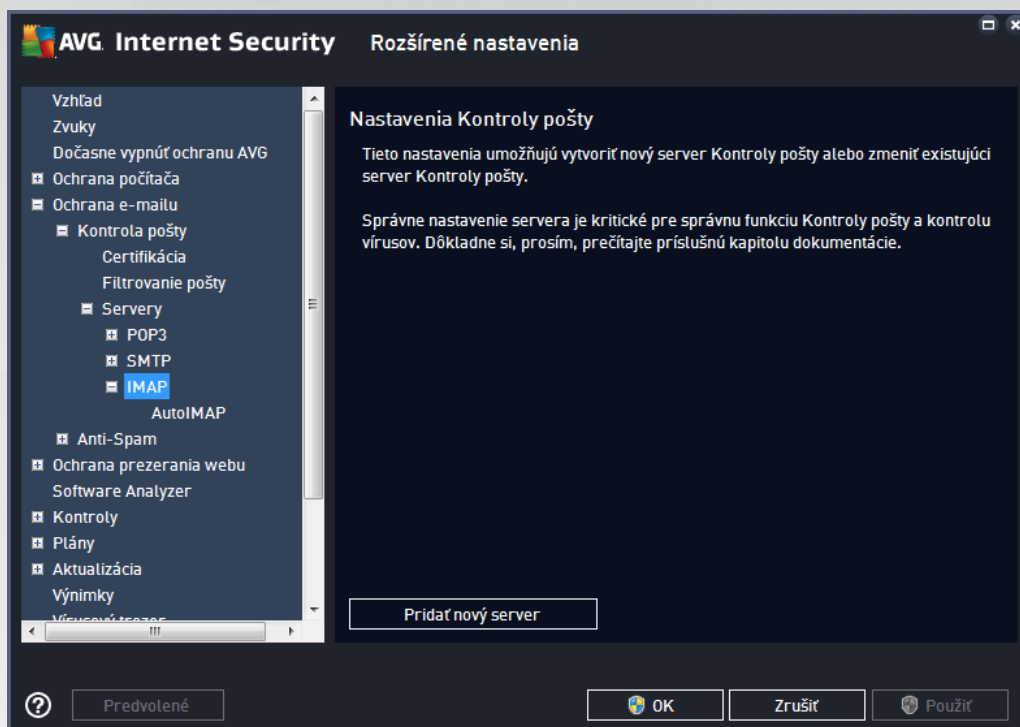 AVG. Internet Security Rozšírené nastavenia
Vzhľad
Zvuky
Dočasne vypnúť ochranu AVG
Ochrana počítača
Ochrana e-mailu
Kontrola pošty
Certifikácia
Filtrovanie pošty
Servery
POP3
SMTP
IMAP
AutoIMAP
Anti-Spam
Ochrana prezerania webu
Software Analyzer
Kontroly
Plány
Aktualizácia
Výnimky
Vírusový trezor
Nastavenia Kontroly pošty
Tieto nastavenia umožňujú vytvoriť nový server Kontroly pošty alebo zmeniť existujúci
server Kontroly pošty.
Správne nastavenie servera je kritické pre správnu funkciu Kontroly pošty a kontrolu
vírusov. Dôkladne si, prosím, prečítajte príslušnú kapitolu dokumentácie.
Pridať nový server
Predvolené
OK
Zrušiť
Použiť